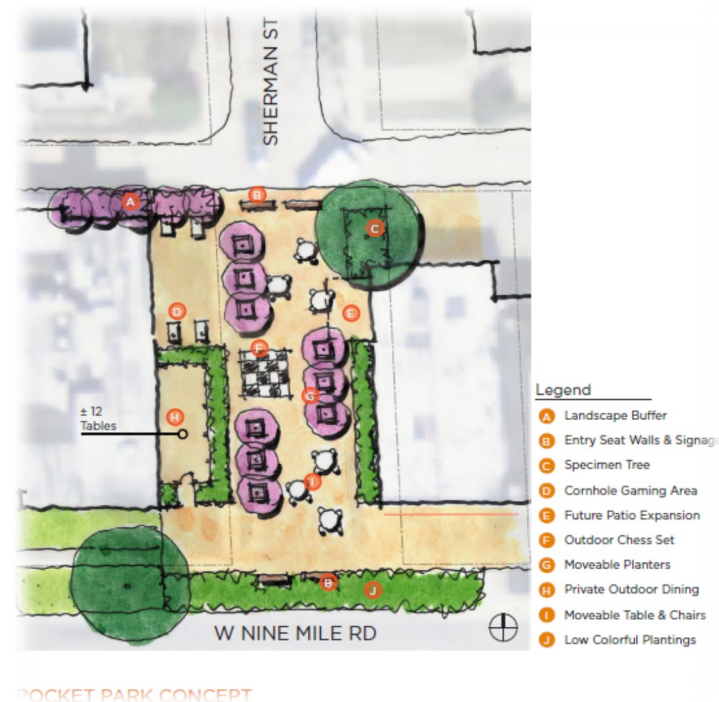 SHERMAN ST
A
B
C
D
E
F
G
± 12
Tables
H
I
B
J
W NINE MILE RD
Legend
A Landscape Buffer
B Entry Seat Walls & Signag
C Specimen Tree
D Cornhole Gaming Area
E Future Patio Expansion
F Outdoor Chess Set
G Moveable Planters
H Private Outdoor Dining
I Moveable Table & Chairs
J Low Colorful Plantings
POCKET PARK CONCEPT